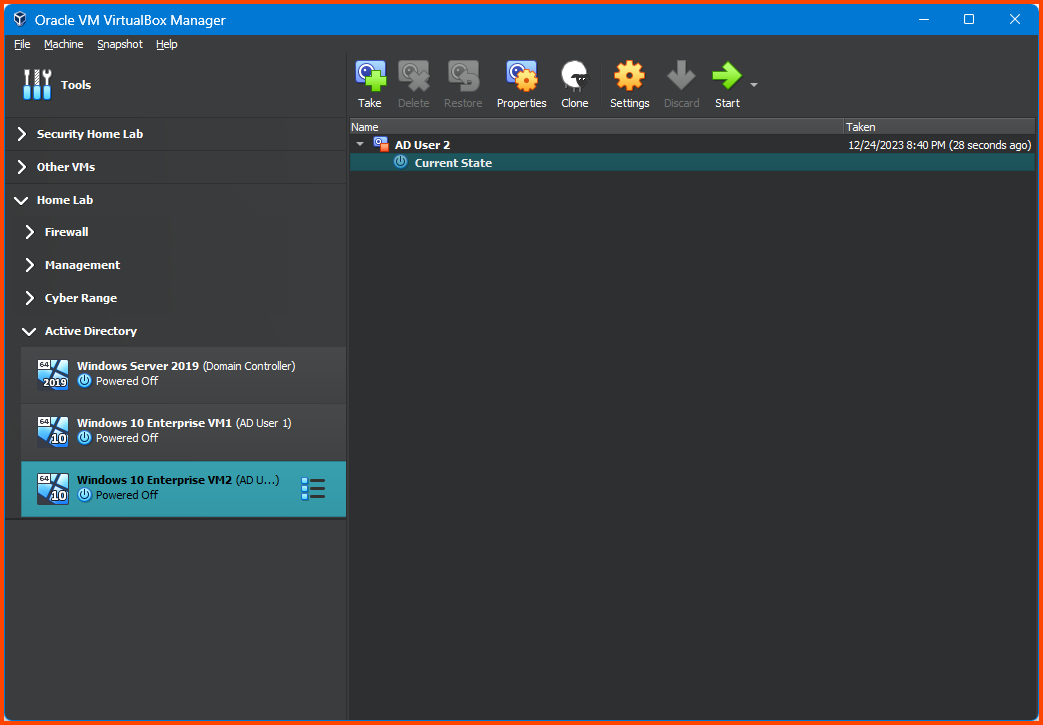 Oracle VM VirtualBox Manager
File Machine Snapshot Help
Tools
Take Delete Restore Properties Clone Settings Discard Start
Security Home Lab
Other VMs
Home Lab
Firewall
Management
Cyber Range
Active Directory
64 2019 Windows Server 2019 (Domain Controller)
Powered Off
64 10 Windows 10 Enterprise VM1 (AD User 1)
Powered Off
64 10 Windows 10 Enterprise VM2 (AD U...)
Powered Off
Name Taken
AD User 2 12/24/2023 8:40 PM (28 seconds ago)
Current State